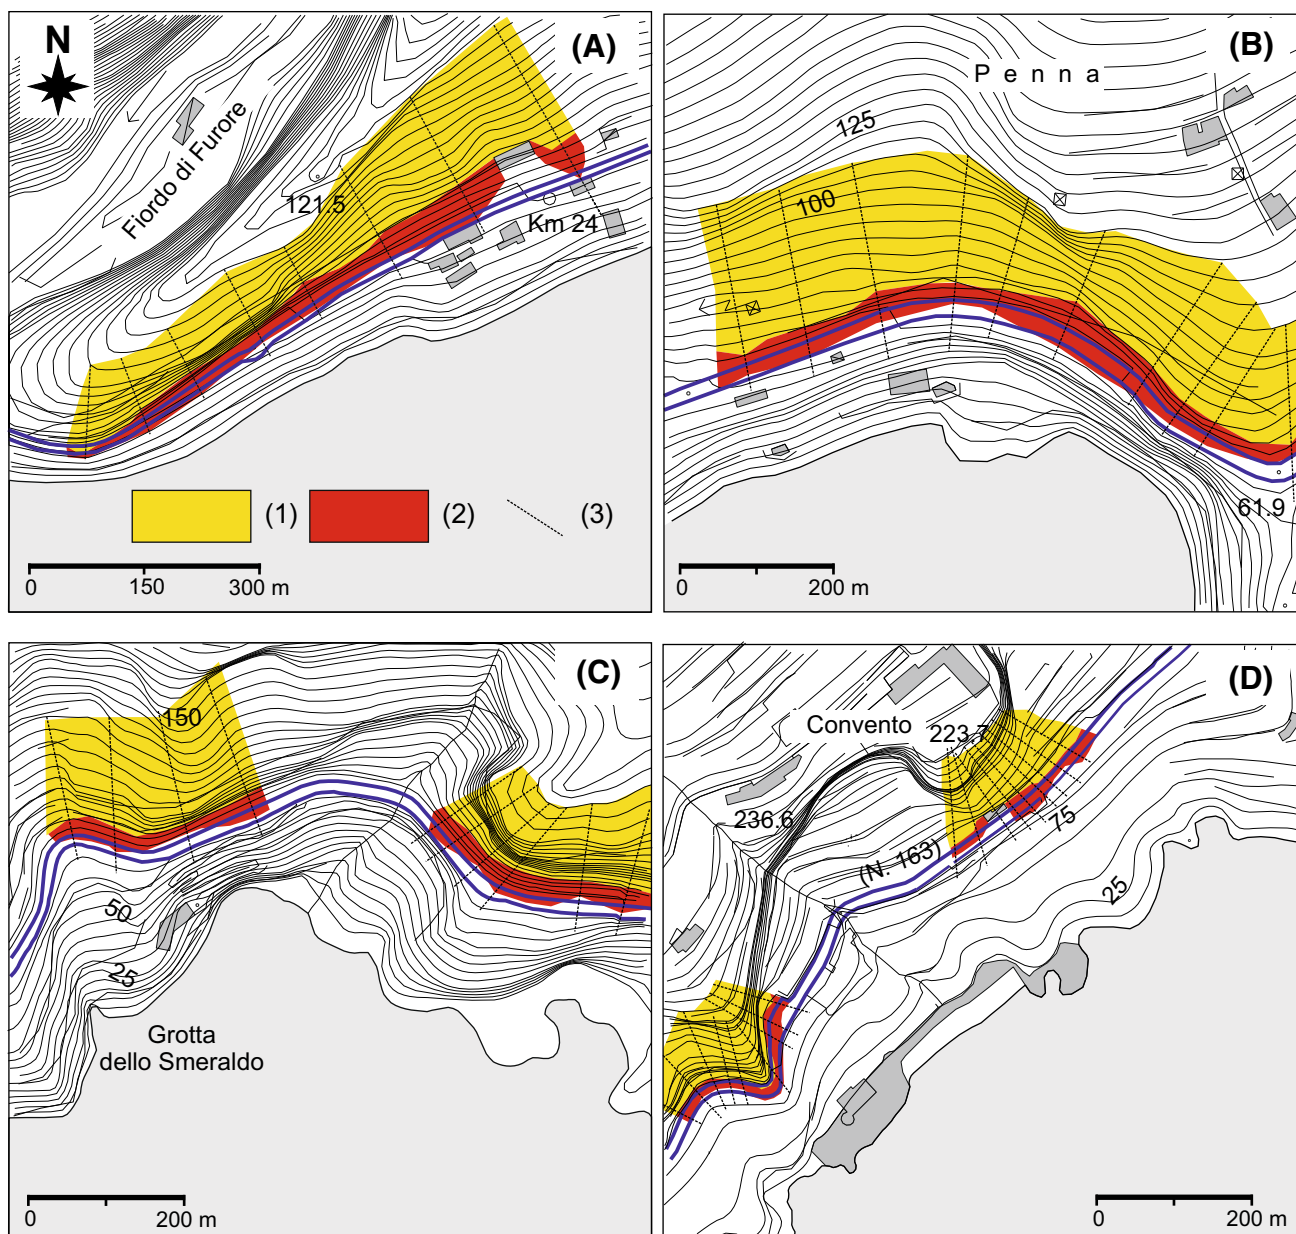 N
(A)
Fiordo di Furore
121.5
Km 24
(1)
(2)
(3)
0
150
300 m
(B)
Penna
125
100
61.9
0
200 m
(C)
150
50
25
Grotta
dello Smeraldo
0
200 m
(D)
Convento
223.7
236.6
(N. 163)
75
25
0
200 m